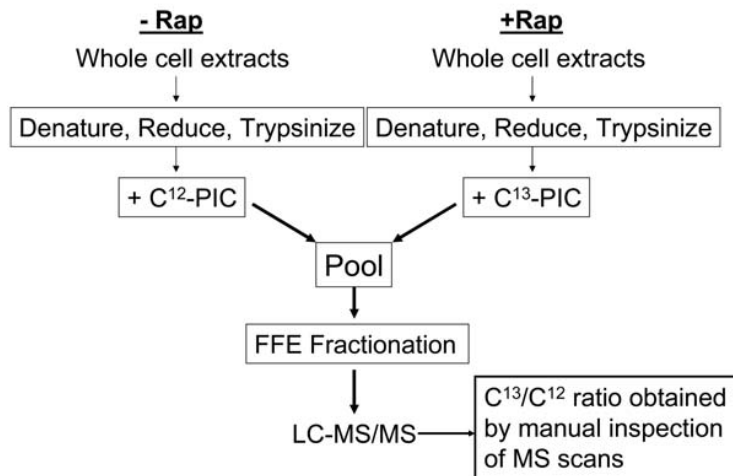 - Rap
+Rap
Whole cell extracts
Whole cell extracts
Denature, Reduce, Trypsinize
Denature, Reduce, Trypsinize
+ C¹²-PIC
+ C¹³-PIC
Pool
FFE Fractionation
LC-MS/MS
C¹³/C¹² ratio obtained
by manual inspection
of MS scans